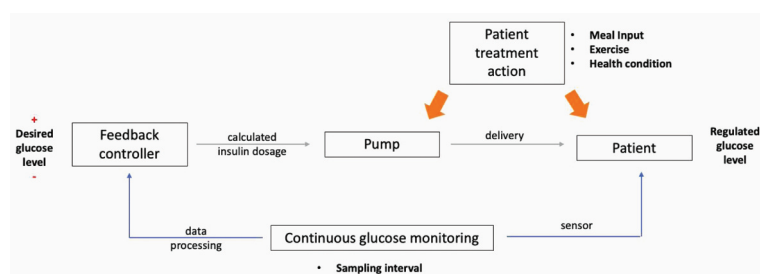 Patient
treatment
action
• Meal Input
• Exercise
• Health condition
+
Desired
glucose
level
-
Feedback
controller
calculated
insulin dosage
Pump
delivery
Patient
Regulated
glucose
level
data
processing
Continuous glucose monitoring
sensor
• Sampling interval